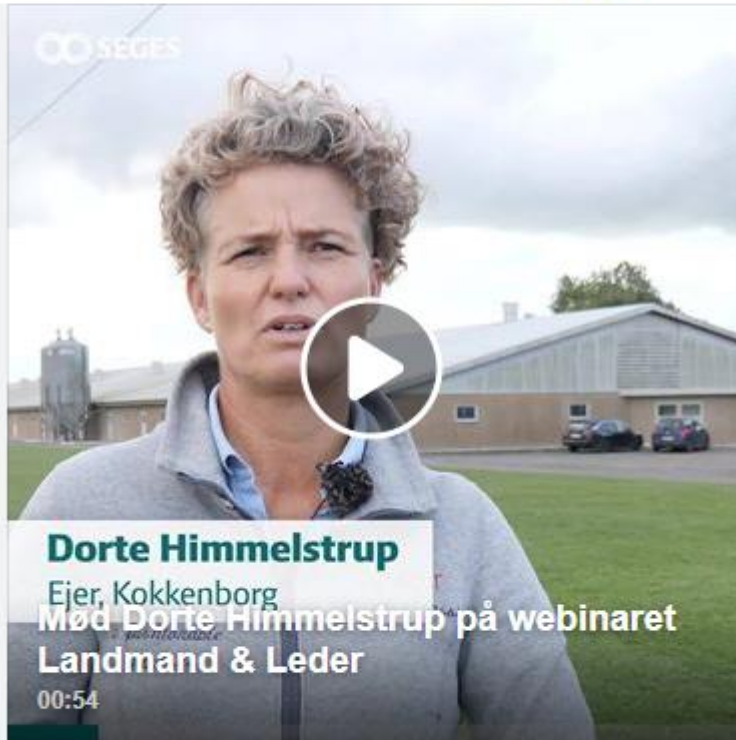 SEGES
Dorte Himmelstrup
Ejer, Kokkenborg
Mød Dorte Himmelstrup på webinaret
Landmand & Leder
00:54